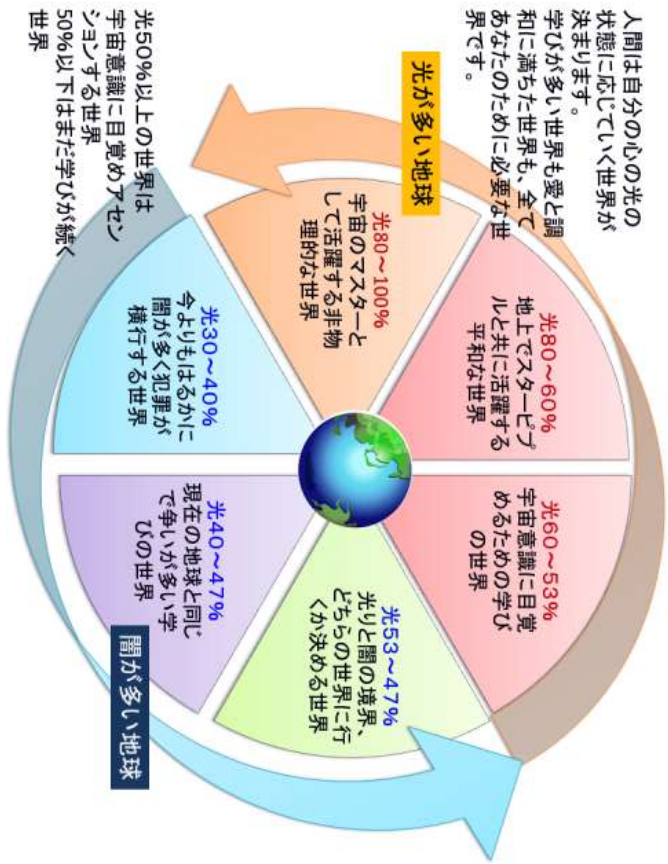 人間は自分の心の光の
状態に応じていく世界が
決まります。
学びが多い世界も愛と調
和に満ちた世界も、全て
あなたのために必要な世
界です。
光が多い地球
光80~100%
宇宙のマスターと
して活躍する非物
理的な世界
光80~60%
地上でスターピプ
ルと共に活躍する
平和な世界
光60~53%
宇宙意識に目覚
めるための学び
の世界
光53~47%
光りと闇の境界、
どちらの世界に行
くか決める世界
光40~47%
現在の地球と同じ
で争いが多い学
びの世界
光30~40%
今よりもはるかに
闇が多く犯罪が
横行する世界
闇が多い地球
光50%以上の世界は
宇宙意識に目覚めアセン
ションする世界
50%以下はまだ学びが続く
世界